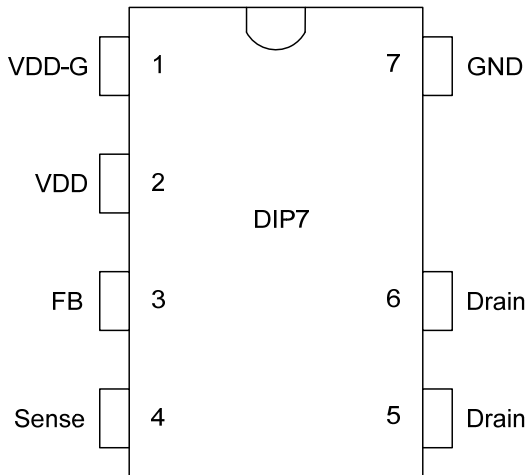 VDD-G 1 7 GND
VDD 2
DIP7
FB 3 6 Drain
Sense 4 5 Drain